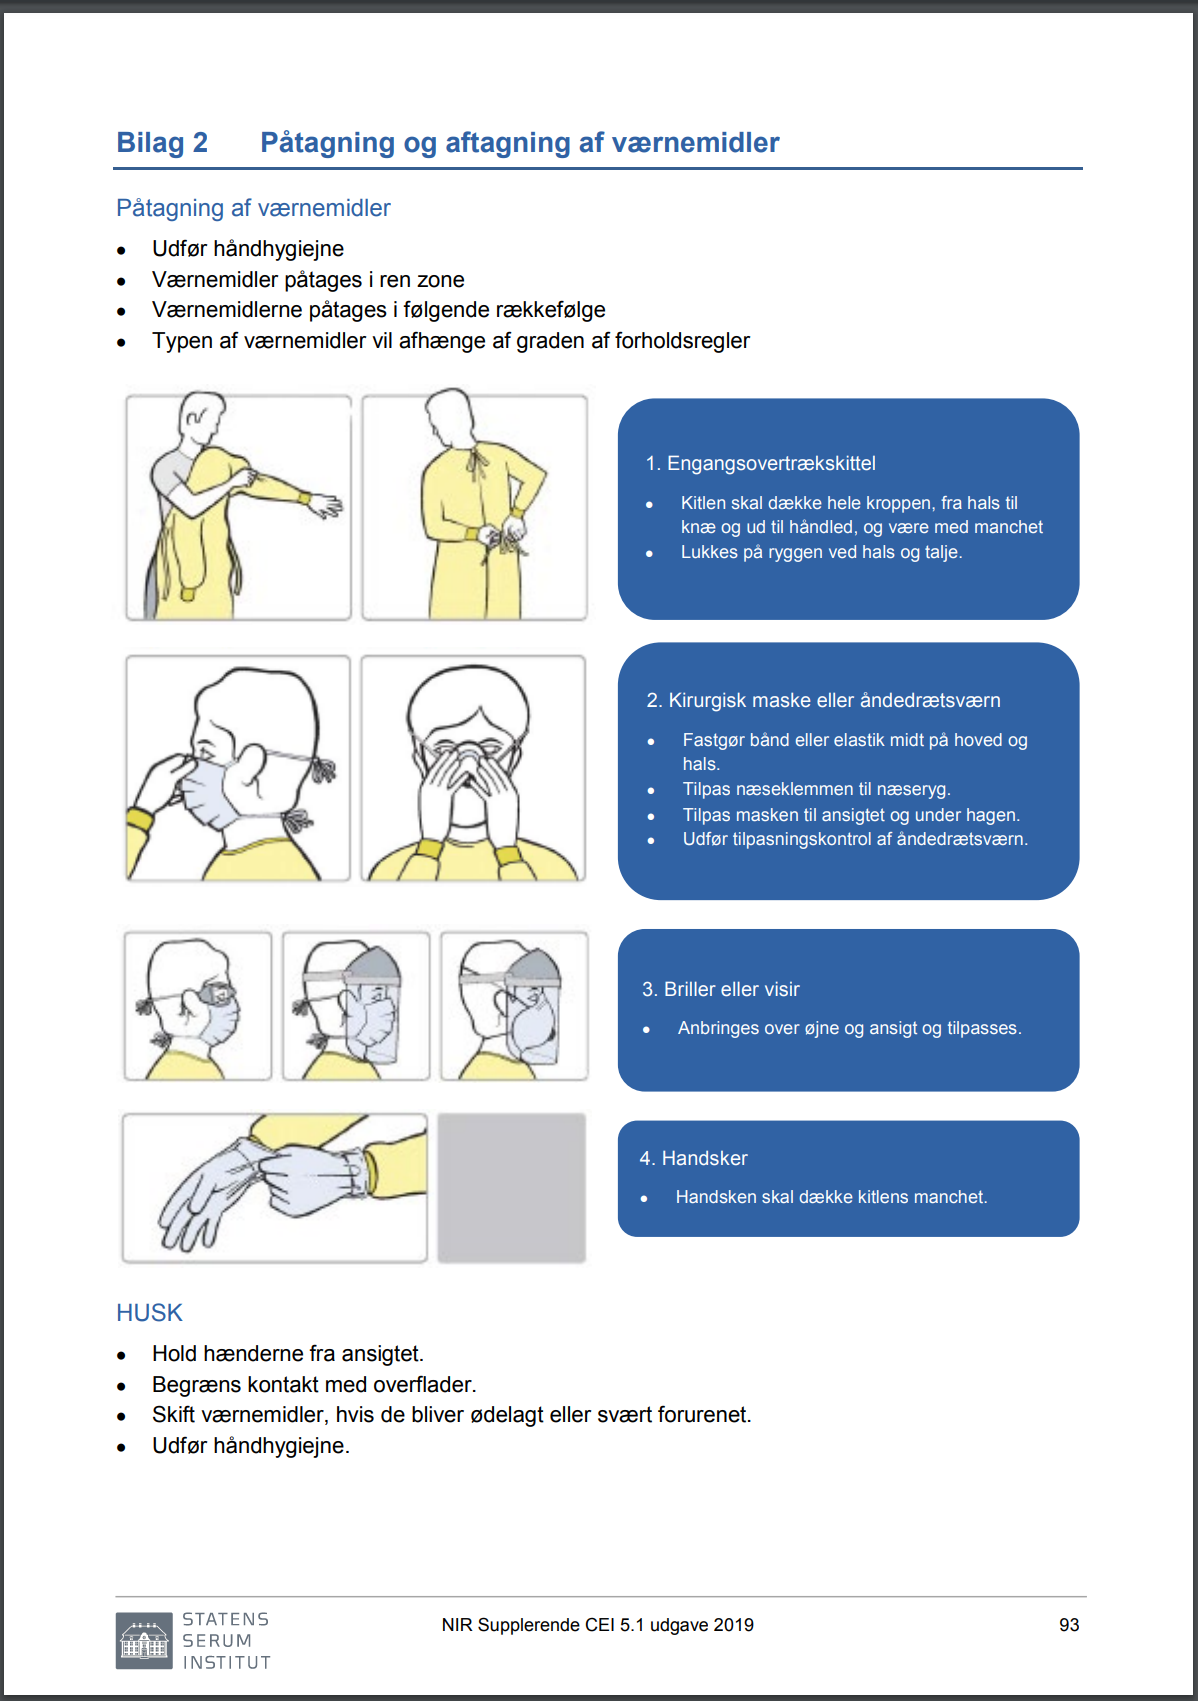 Bilag 2 Påtagning og aftagning af værnemidler
Påtagning af værnemidler
• Udfør håndhygiejne
• Værnemidler påtages i ren zone
• Værnemidlerne påtages i følgende rækkefølge
• Typen af værnemidler vil afhænge af graden af forholdsregler
1. Engangsovertrækskittel
• Kitlen skal dække hele kroppen, fra hals til
knæ og ud til håndled, og være med manchet
• Lukkes på ryggen ved hals og talje.
2. Kirurgisk maske eller åndedrætsværn
• Fastgør bånd eller elastik midt på hoved og
hals.
• Tilpas næseklemmen til næseryg.
• Tilpas masken til ansigtet og under hagen.
• Udfør tilpasningskontrol af åndedrætsværn.
3. Briller eller visir
• Anbringes over øjne og ansigt og tilpasses.
4. Handsker
• Handsken skal dække kitlens manchet.
HUSK
• Hold hænderne fra ansigtet.
• Begræns kontakt med overflader.
• Skift værnemidler, hvis de bliver ødelagt eller svært forurenet.
• Udfør håndhygiejne.
STATENS
SERUM
INSTITUT
NIR Supplerende CEI 5.1 udgave 2019
93